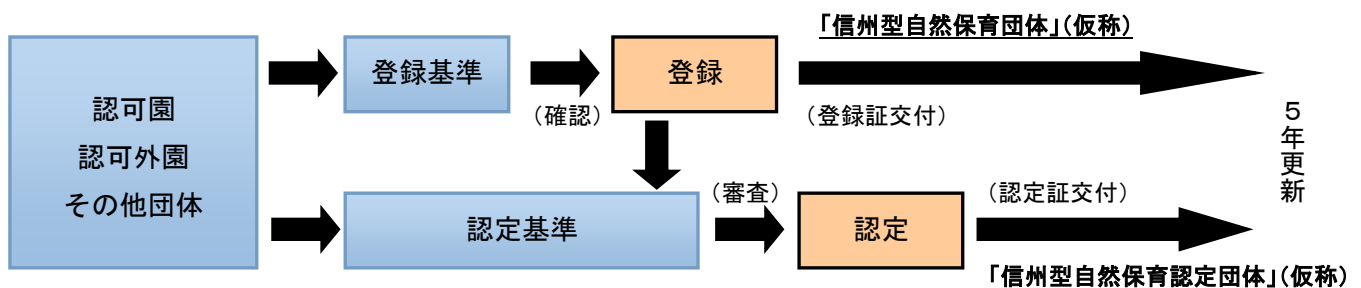 「信州型自然保育団体」(仮称)
認可園
認可外園
その他団体
登録基準
(確認)
登録
(登録証交付)
認定基準
(審査)
認定
(認定証交付)
「信州型自然保育認定団体」(仮称)
5年更新